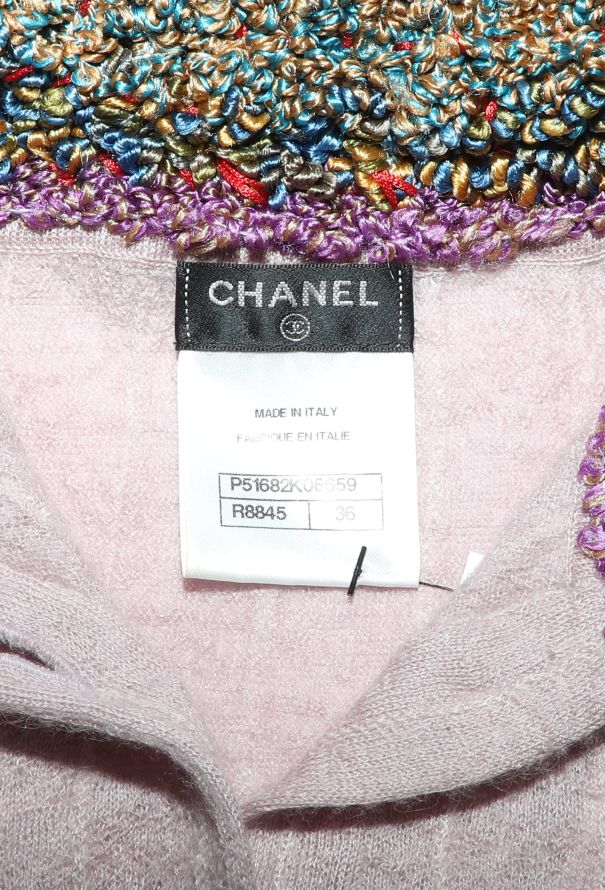 CHANEL
MADE IN ITALY
FABRIQUE EN ITALIE
P51682K06659
R8845 36